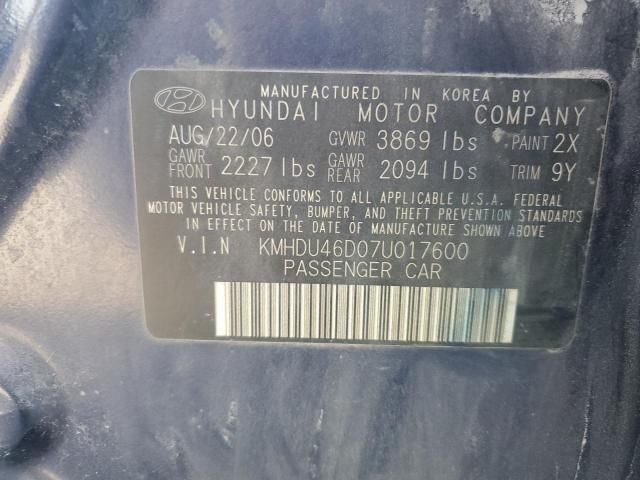 MANUFACTURED IN KOREA BY
HYUNDAI MOTOR COMPANY
AUG/22/06 GVWR 3869 lbs PAINT 2X
GAWR FRONT 2227 lbs GAWR REAR 2094 lbs TRIM 9Y
THIS VEHICLE CONFORMS TO ALL APPLICABLE U.S.A. FEDERAL
MOTOR VEHICLE SAFETY, BUMPER, AND THEFT PREVENTION STANDARDS
IN EFFECT ON THE DATE OF MANUFACTURE SHOWN ABOVE.
V.I.N KMHDU46D07U017600
PASSENGER CAR